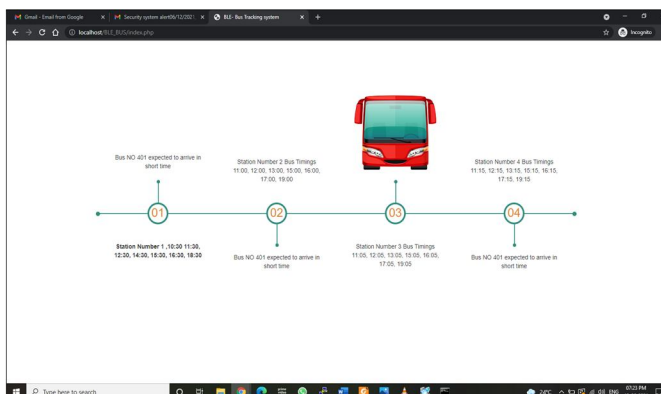 Gmail - Email from Google
Security system alert06/12/202
BLE- Bus Tracking system
localhost/BLE_BUS/index.php
Incognito
Bus NO 401 expected to arrive in
short time
Station Number 2 Bus Timings
11:00, 12:00, 13:00, 15:00, 16:00,
17:00, 19:00
Station Number 4 Bus Timings
11:15, 12:15, 13:15, 15:15, 16:15,
17:15, 19:15
01
02
03
04
Station Number 1 ,10:30 11:30,
12:30, 14:30, 15:30, 16:30, 18:30
Bus NO 401 expected to arrive in
short time
Station Number 3 Bus Timings
11:05, 12:05, 13:05, 15:05, 16:05,
17:05, 19:05
Bus NO 401 expected to arrive in
short time
Type here to search
24°C
ENG
07:23 PM